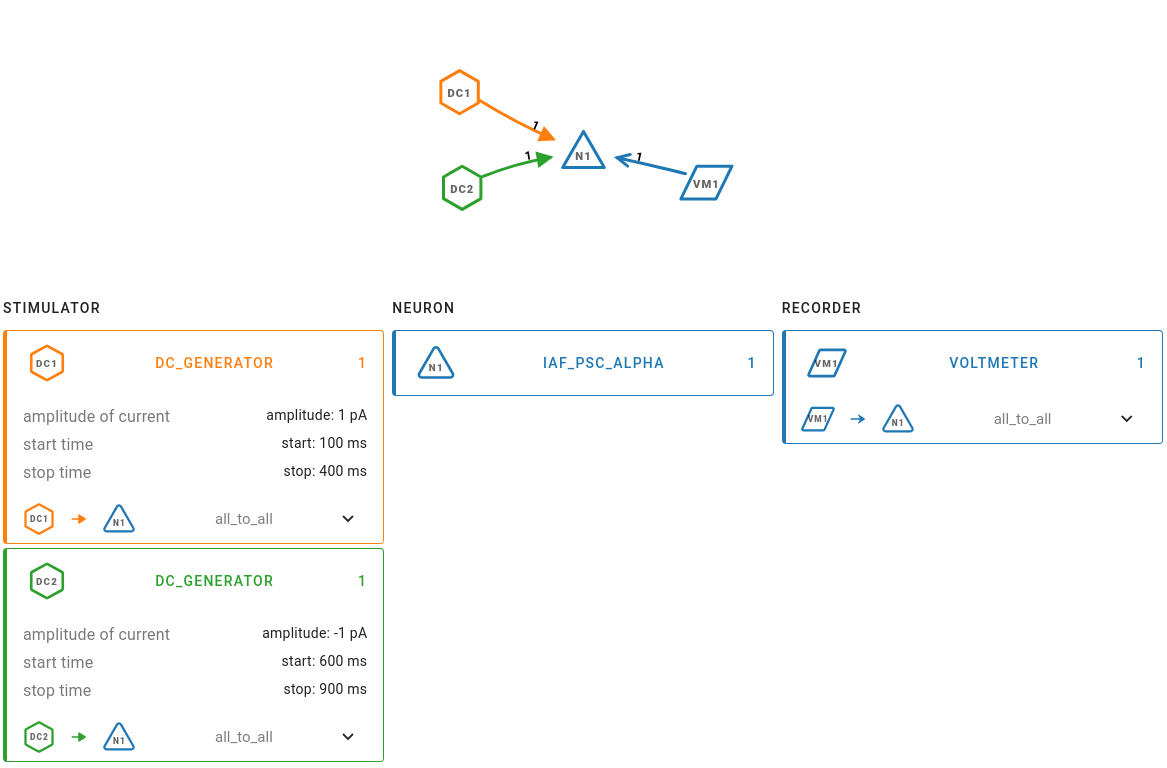 DC1
1
1
N1
1
DC2
VM1
STIMULATOR
DC1 DC_GENERATOR 1
amplitude of current amplitude: 1 pA
start time start: 100 ms
stop time stop: 400 ms
DC1 N1 all_to_all
DC2 DC_GENERATOR 1
amplitude of current amplitude: -1 pA
start time start: 600 ms
stop time stop: 900 ms
DC2 N1 all_to_all
NEURON
N1 IAF_PSC_ALPHA 1
RECORDER
VM1 VOLTMETER 1
VM1 N1 all_to_all